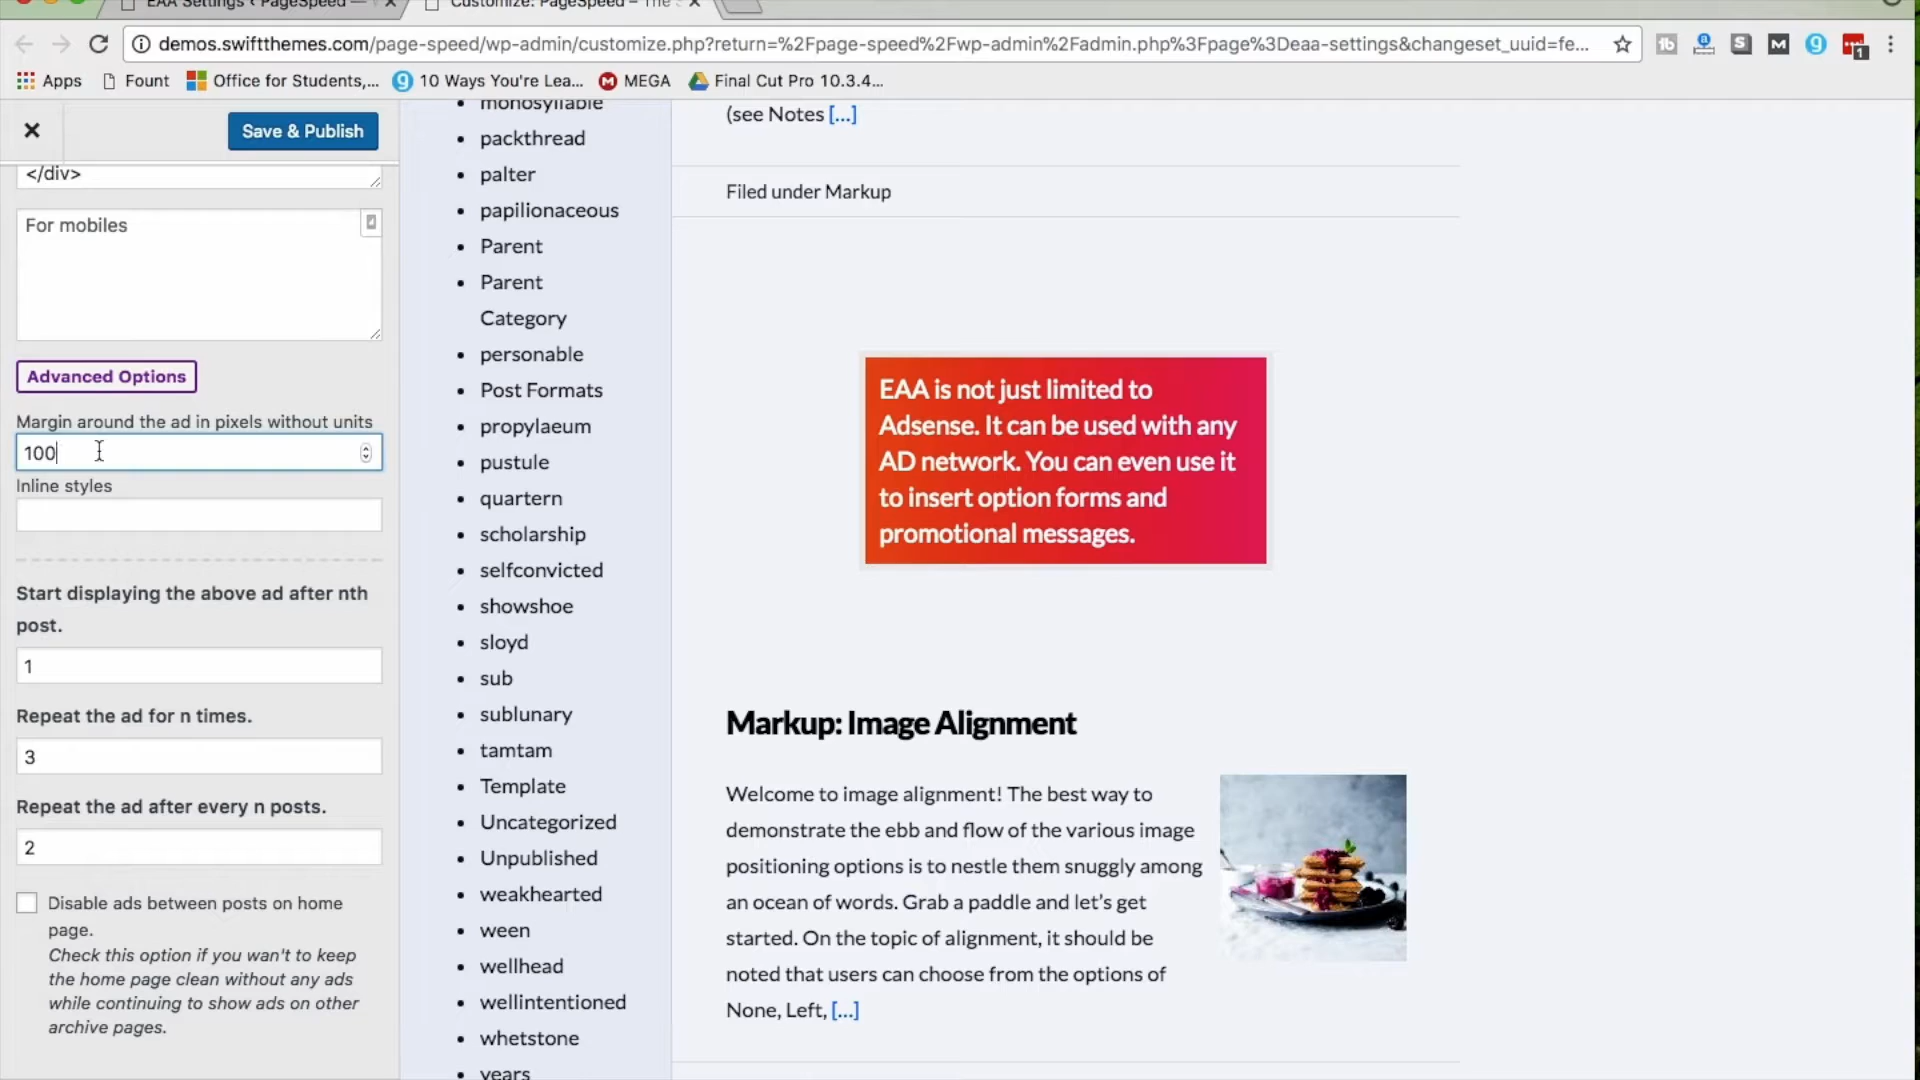 EAA Settings ‹ PageSpeed —
Customize: PageSpeed – The S
demos.swiftthemes.com/page-speed/wp-admin/customize.php?return=%2Fpage-speed%2Fwp-admin%2Fadmin.php%3Fpage%3Deaa-settings&changeset_uuid=fe...
Apps
Fount
Office for Students,...
10 Ways You're Lea...
MEGA
Final Cut Pro 10.3.4...
Save & Publish
</div>
For mobiles
Advanced Options
Margin around the ad in pixels without units
100
Inline styles
Start displaying the above ad after nth
post.
1
Repeat the ad for n times.
3
Repeat the ad after every n posts.
2
Disable ads between posts on home
page.
Check this option if you wan't to keep
the home page clean without any ads
while continuing to show ads on other
archive pages.
monosyllable
packthread
palter
papilionaceous
Parent
Parent
Category
personable
Post Formats
propylaeum
pustule
quartern
scholarship
selfconvicted
showshoe
sloyd
sub
sublunary
tamtam
Template
Uncategorized
Unpublished
weakhearted
ween
wellhead
wellintentioned
whetstone
years
(see Notes [...]
Filed under Markup
EAA is not just limited to
Adsense. It can be used with any
AD network. You can even use it
to insert option forms and
promotional messages.
Markup: Image Alignment
Welcome to image alignment! The best way to
demonstrate the ebb and flow of the various image
positioning options is to nestle them snuggly among
an ocean of words. Grab a paddle and let's get
started. On the topic of alignment, it should be
noted that users can choose from the options of
None, Left, [...]